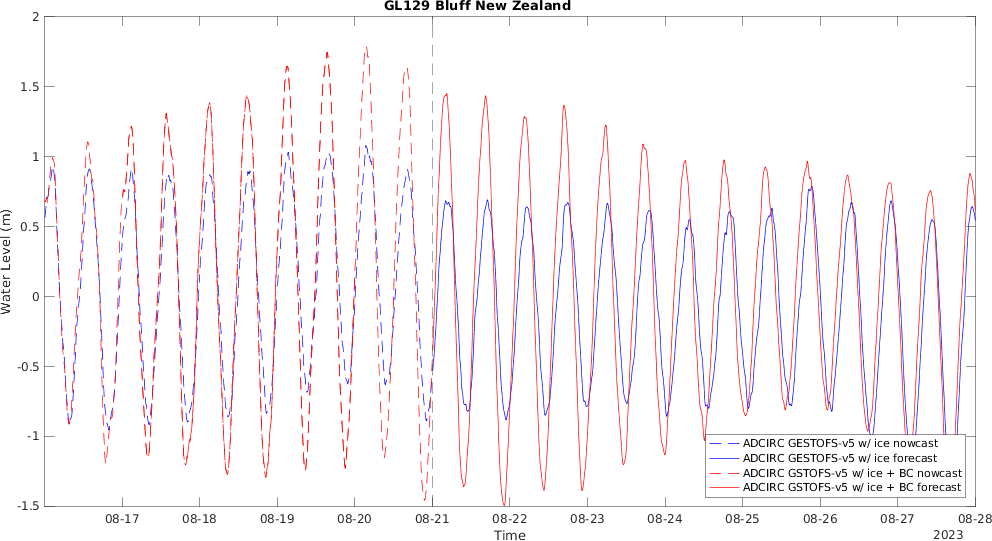 GL129 Bluff New Zealand
2
1.5
1
0.5
0
-0.5
-1
-1.5
Water Level (m)
ADCIRC GESTOFS-v5 w/ ice nowcast
ADCIRC GESTOFS-v5 w/ ice forecast
ADCIRC GSTOFS-v5 w/ ice + BC nowcast
ADCIRC GSTOFS-v5 w/ ice + BC forecast
08-17 08-18 08-19 08-20 08-21 08-22 08-23 08-24 08-25 08-26 08-27 08-28
Time
2023